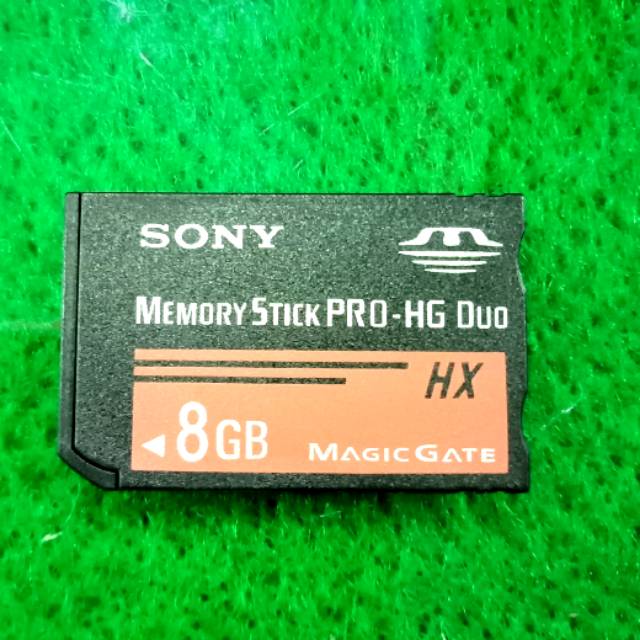 SONY
MEMORY STICK PRO-HG DUO
HX
8GB
MAGICGATE